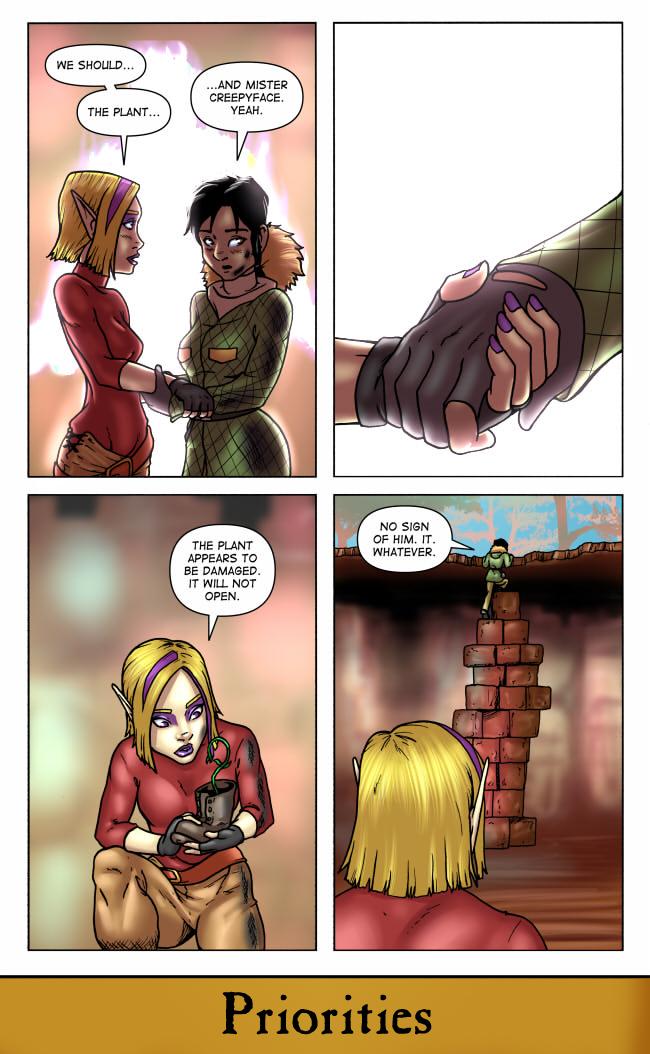 WE SHOULD...
THE PLANT...
...AND MISTER
CREEPYFACE.
YEAH.
THE PLANT
APPEARS TO
BE DAMAGED.
IT WILL NOT
OPEN.
NO SIGN
OF HIM. IT.
WHATEVER.
Priorities